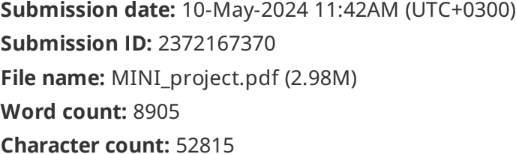 Submission date: 10-May-2024 11:42AM (UTC+0300)
Submission ID: 2372167370
File name: MINI_project.pdf (2.98M)
Word count: 8905
Character count: 52815